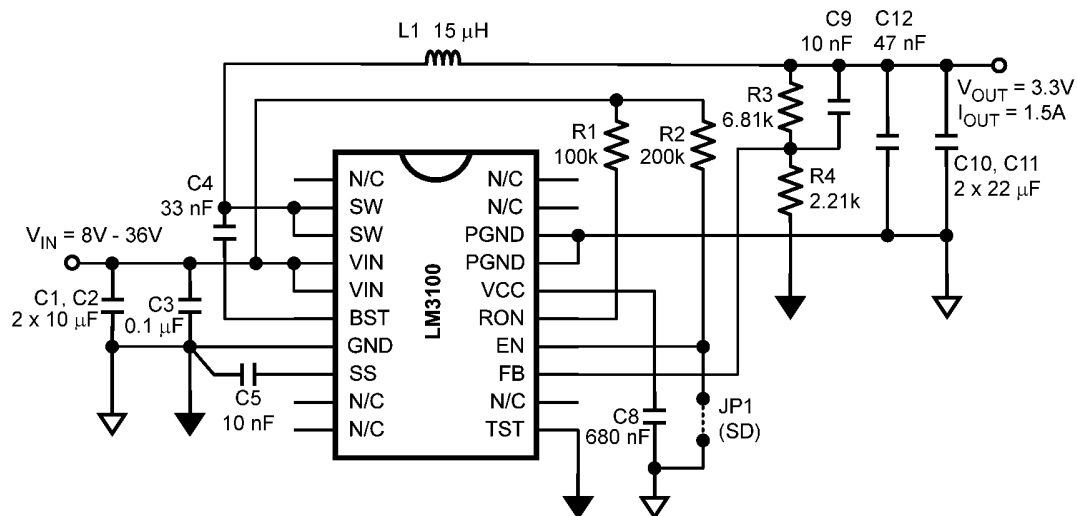 L1 15 μH
C9
10 nF
C12
47 nF
V_OUT = 3.3V
I_OUT = 1.5A
R3
6.81k
R1
100k
R2
200k
C10, C11
2 x 22 μF
R4
2.21k
C4
33 nF
V_IN = 8V - 36V
C1, C2
2 x 10 μF
C3
0.1 μF
C5
10 nF
LM3100
N/C
SW
SW
VIN
VIN
BST
GND
SS
N/C
N/C
N/C
N/C
PGND
PGND
VCC
RON
EN
FB
N/C
TST
C8
680 nF
JP1
(SD)